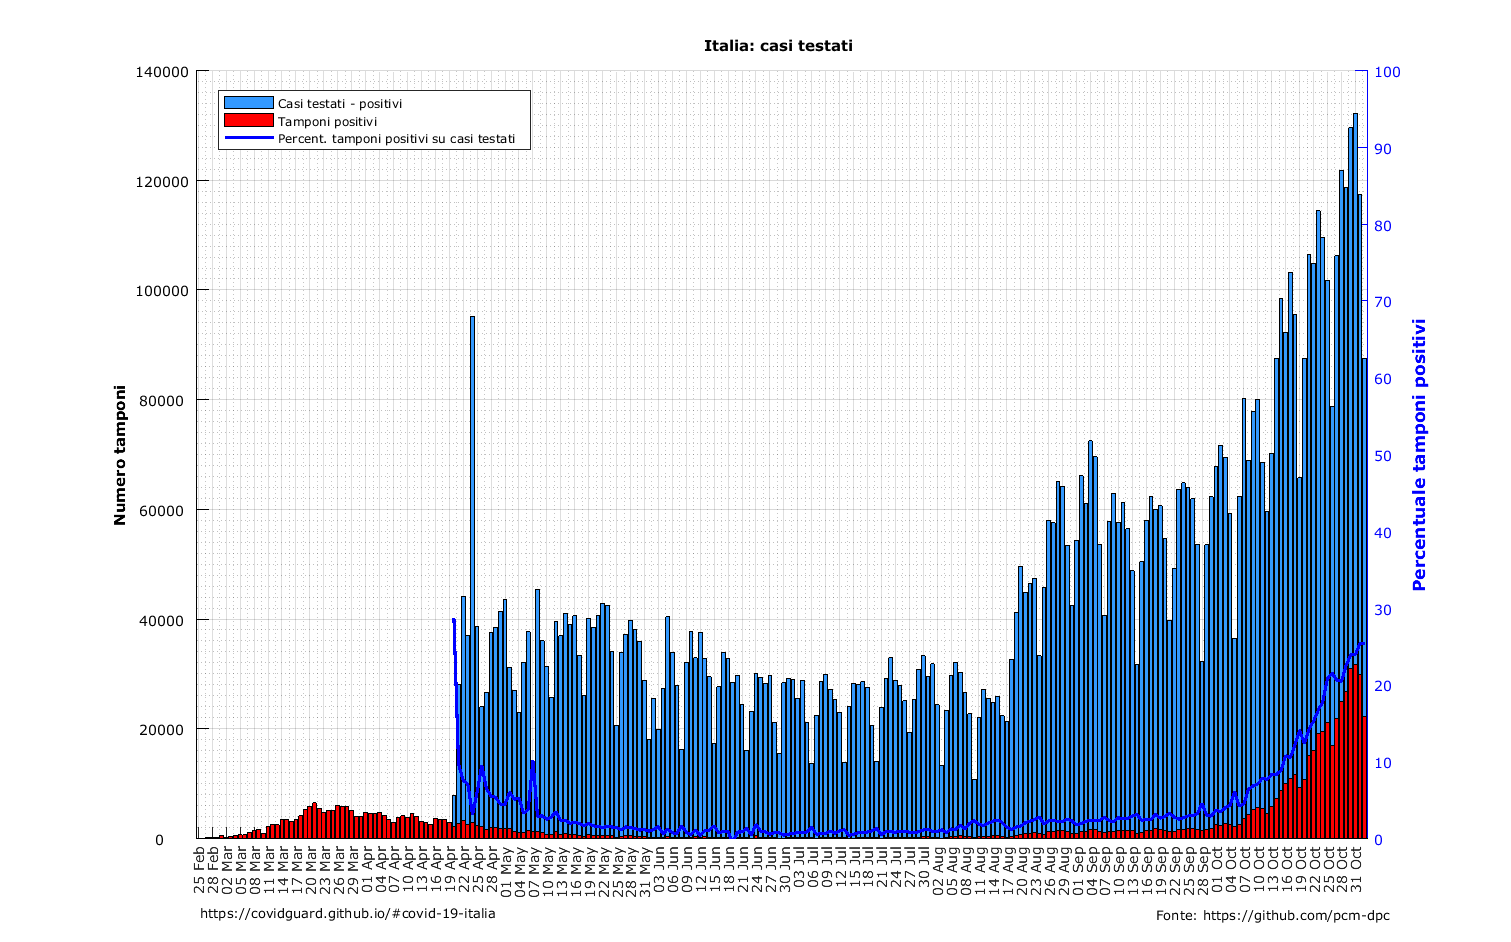 Italia: casi testati
140000
120000
100000
80000
60000
40000
20000
0
Numero tamponi
Casi testati - positivi
Tamponi positivi
Percent. tamponi positivi su casi testati
100
90
80
70
60
50
40
30
20
10
0
Percentuale tamponi positivi
25 Feb
28 Feb
02 Mar
05 Mar
08 Mar
11 Mar
14 Mar
17 Mar
20 Mar
23 Mar
26 Mar
29 Mar
01 Apr
04 Apr
07 Apr
10 Apr
13 Apr
16 Apr
19 Apr
22 Apr
25 Apr
28 Apr
01 May
04 May
07 May
10 May
13 May
16 May
19 May
22 May
25 May
28 May
31 May
03 Jun
06 Jun
09 Jun
12 Jun
15 Jun
18 Jun
21 Jun
24 Jun
27 Jun
30 Jun
03 Jul
06 Jul
09 Jul
12 Jul
15 Jul
18 Jul
21 Jul
24 Jul
27 Jul
30 Jul
02 Aug
05 Aug
08 Aug
11 Aug
14 Aug
17 Aug
20 Aug
23 Aug
26 Aug
29 Aug
01 Sep
04 Sep
07 Sep
10 Sep
13 Sep
16 Sep
19 Sep
22 Sep
25 Sep
28 Sep
01 Oct
04 Oct
07 Oct
10 Oct
13 Oct
16 Oct
19 Oct
22 Oct
25 Oct
28 Oct
31 Oct
https://covidguard.github.io/#covid-19-italia
Fonte: https://github.com/pcm-dpc